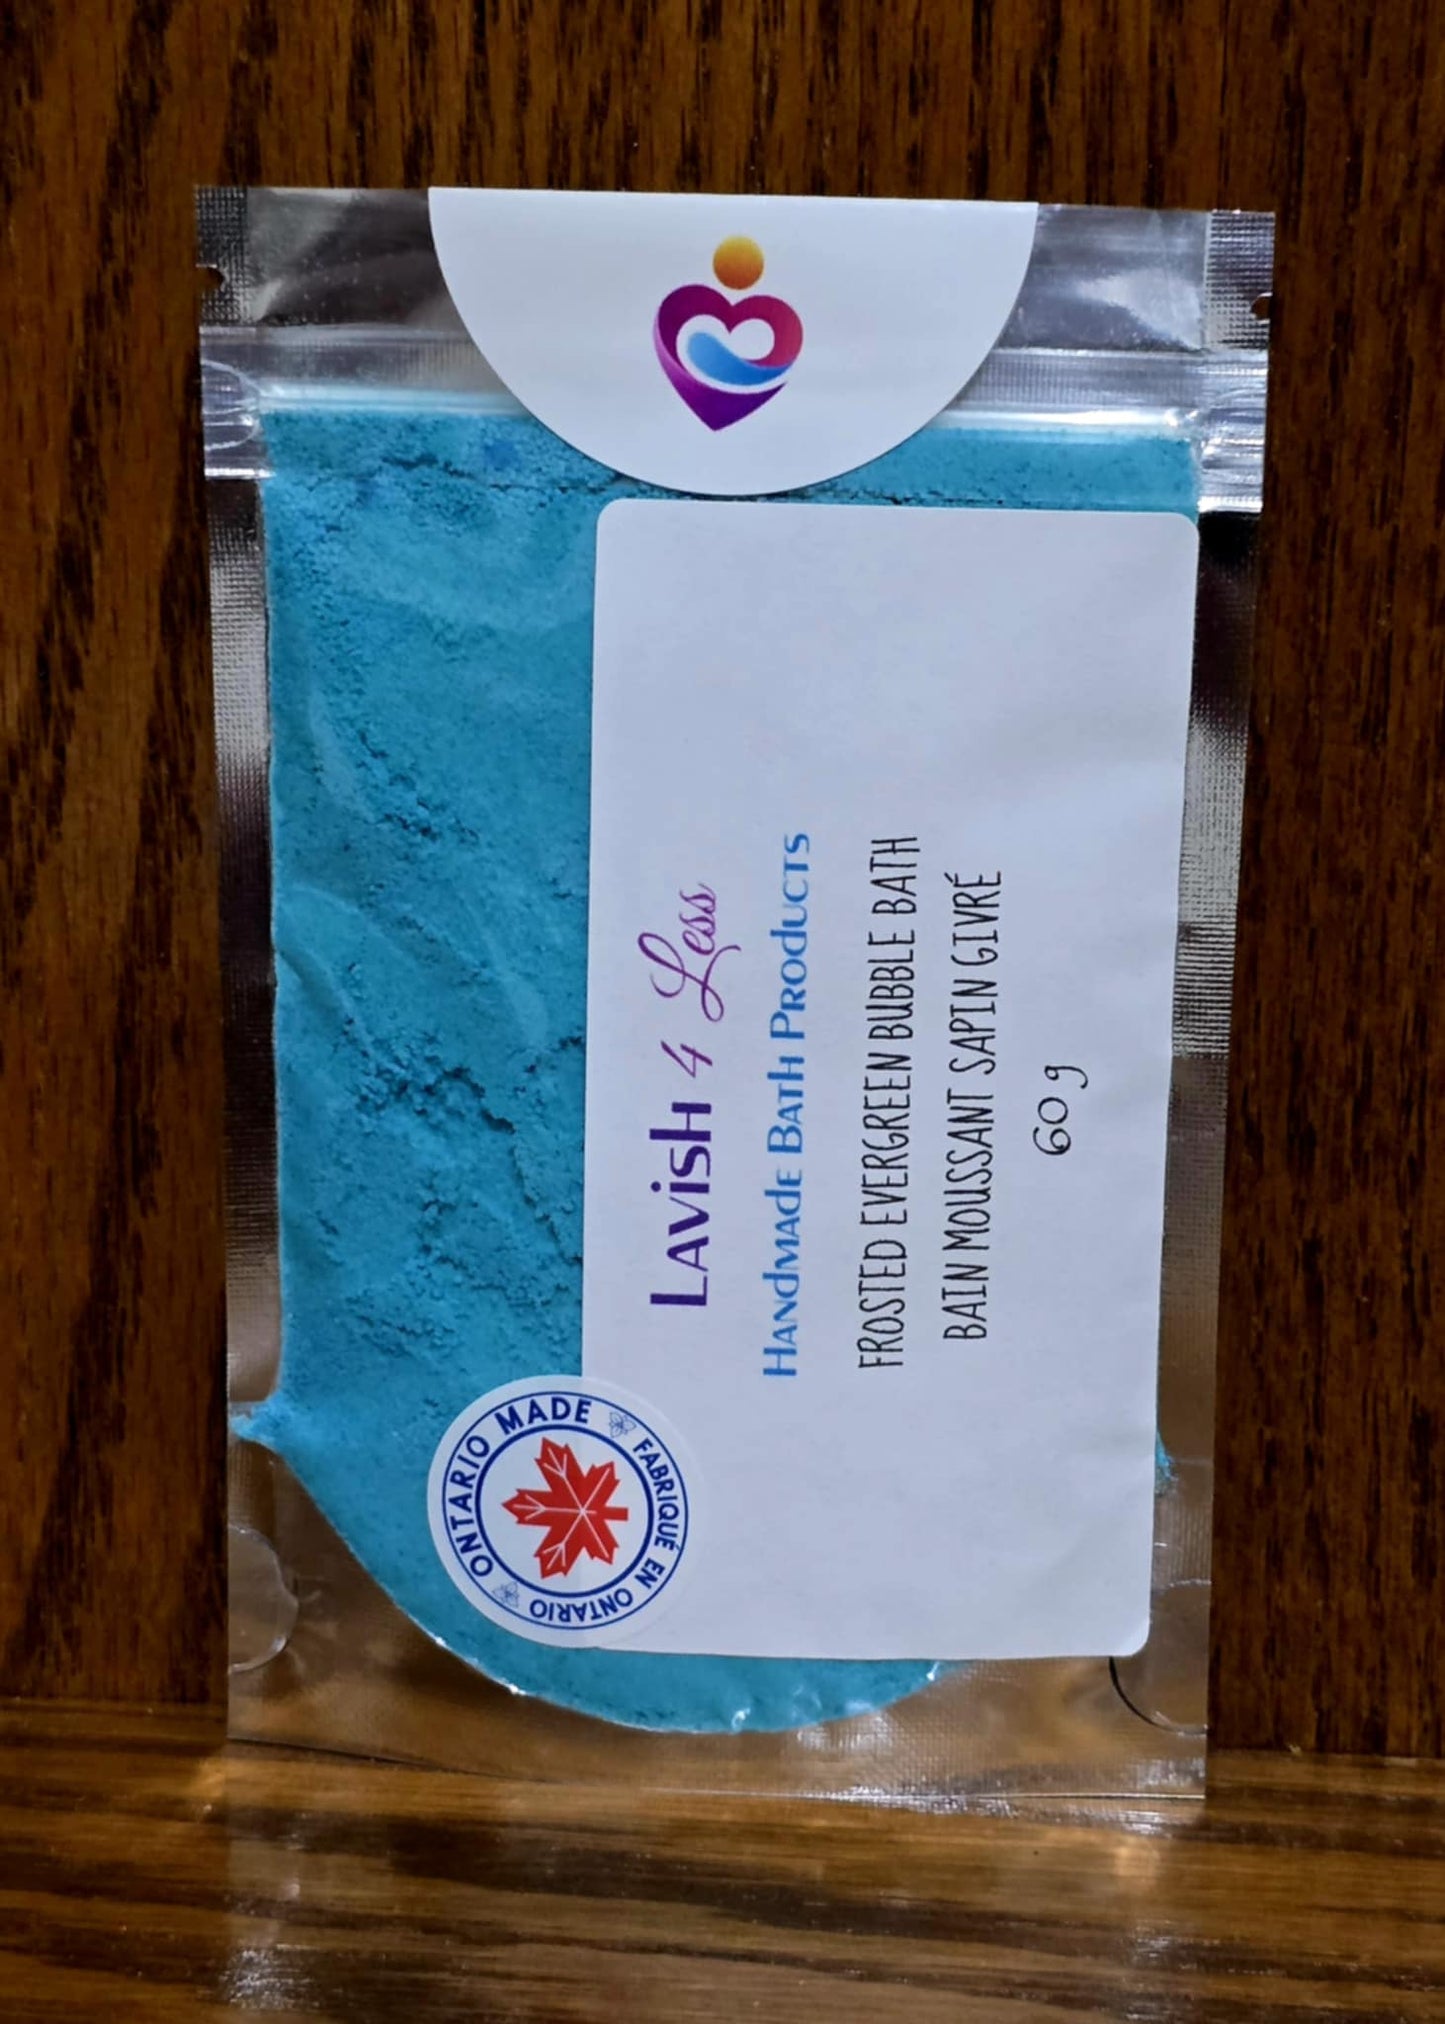 Lavish 4 Less
Handmade Bath Products
FROSTED EVERGREEN BUBBLE BATH
BAIN MOUSSANT SAPIN GIVRÉ
60 g
ONTARIO MADE
FABRIQUÉ EN ONTARIO